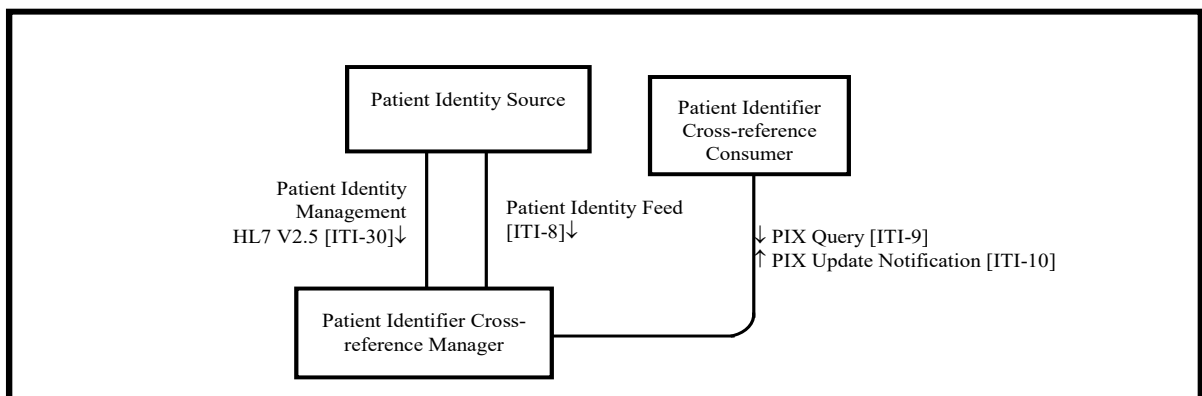 Patient Identity Source
Patient Identifier
Cross-reference
Consumer
Patient Identity
Management
HL7 V2.5 [ITI-30]↓
Patient Identity Feed
[ITI-8]↓
↓ PIX Query [ITI-9]
↑ PIX Update Notification [ITI-10]
Patient Identifier Cross-
reference Manager